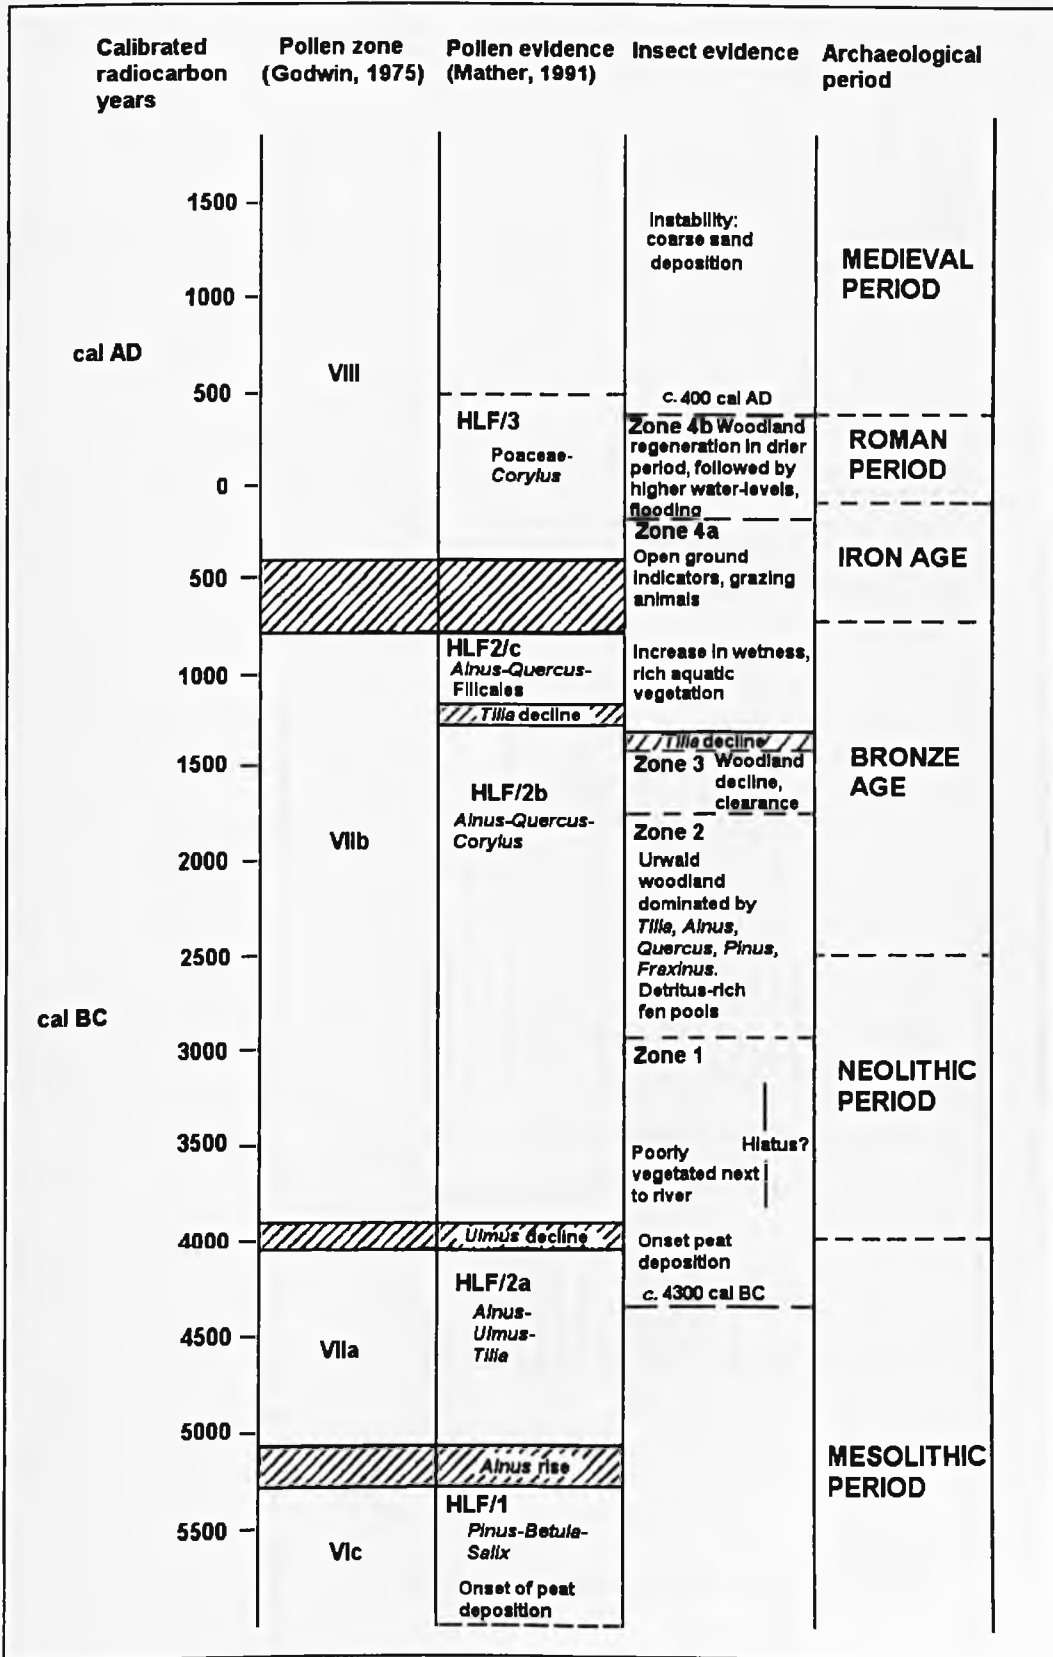 Calibrated
radiocarbon
years
Pollen zone
(Godwin, 1975)
Pollen evidence
(Mather, 1991)
Insect evidence
Archaeological
period
1500
1000
cal AD
500
0
500
1000
1500
2000
2500
cal BC
3000
3500
4000
4500
5000
5500
VIII
VIIb
VIIa
VIc
HLF/3
Poaceae-
Corylus
HLF2/c
Alnus-Quercus-
Filicales
Tilia decline
HLF/2b
Alnus-Quercus-
Corylus
Ulmus decline
HLF/2a
Alnus-
Ulmus-
Tilia
Alnus rise
HLF/1
Pinus-Betula-
Salix
Onset of peat
deposition
Instability:
coarse sand
deposition
c. 400 cal AD
Zone 4b Woodland
regeneration in drier
period, followed by
higher water-levels,
flooding
Zone 4a
Open ground
indicators, grazing
animals
Increase in wetness,
rich aquatic
vegetation
Tilia decline
Zone 3 Woodland
decline,
clearance
Zone 2
Urwald
woodland
dominated by
Tilia, Alnus,
Quercus, Pinus,
Fraxinus.
Detritus-rich
fen pools
Zone 1
Hiatus?
Poorly
vegetated next
to river
Onset peat
deposition
c. 4300 cal BC
MEDIEVAL
PERIOD
ROMAN
PERIOD
IRON AGE
BRONZE
AGE
NEOLITHIC
PERIOD
MESOLITHIC
PERIOD